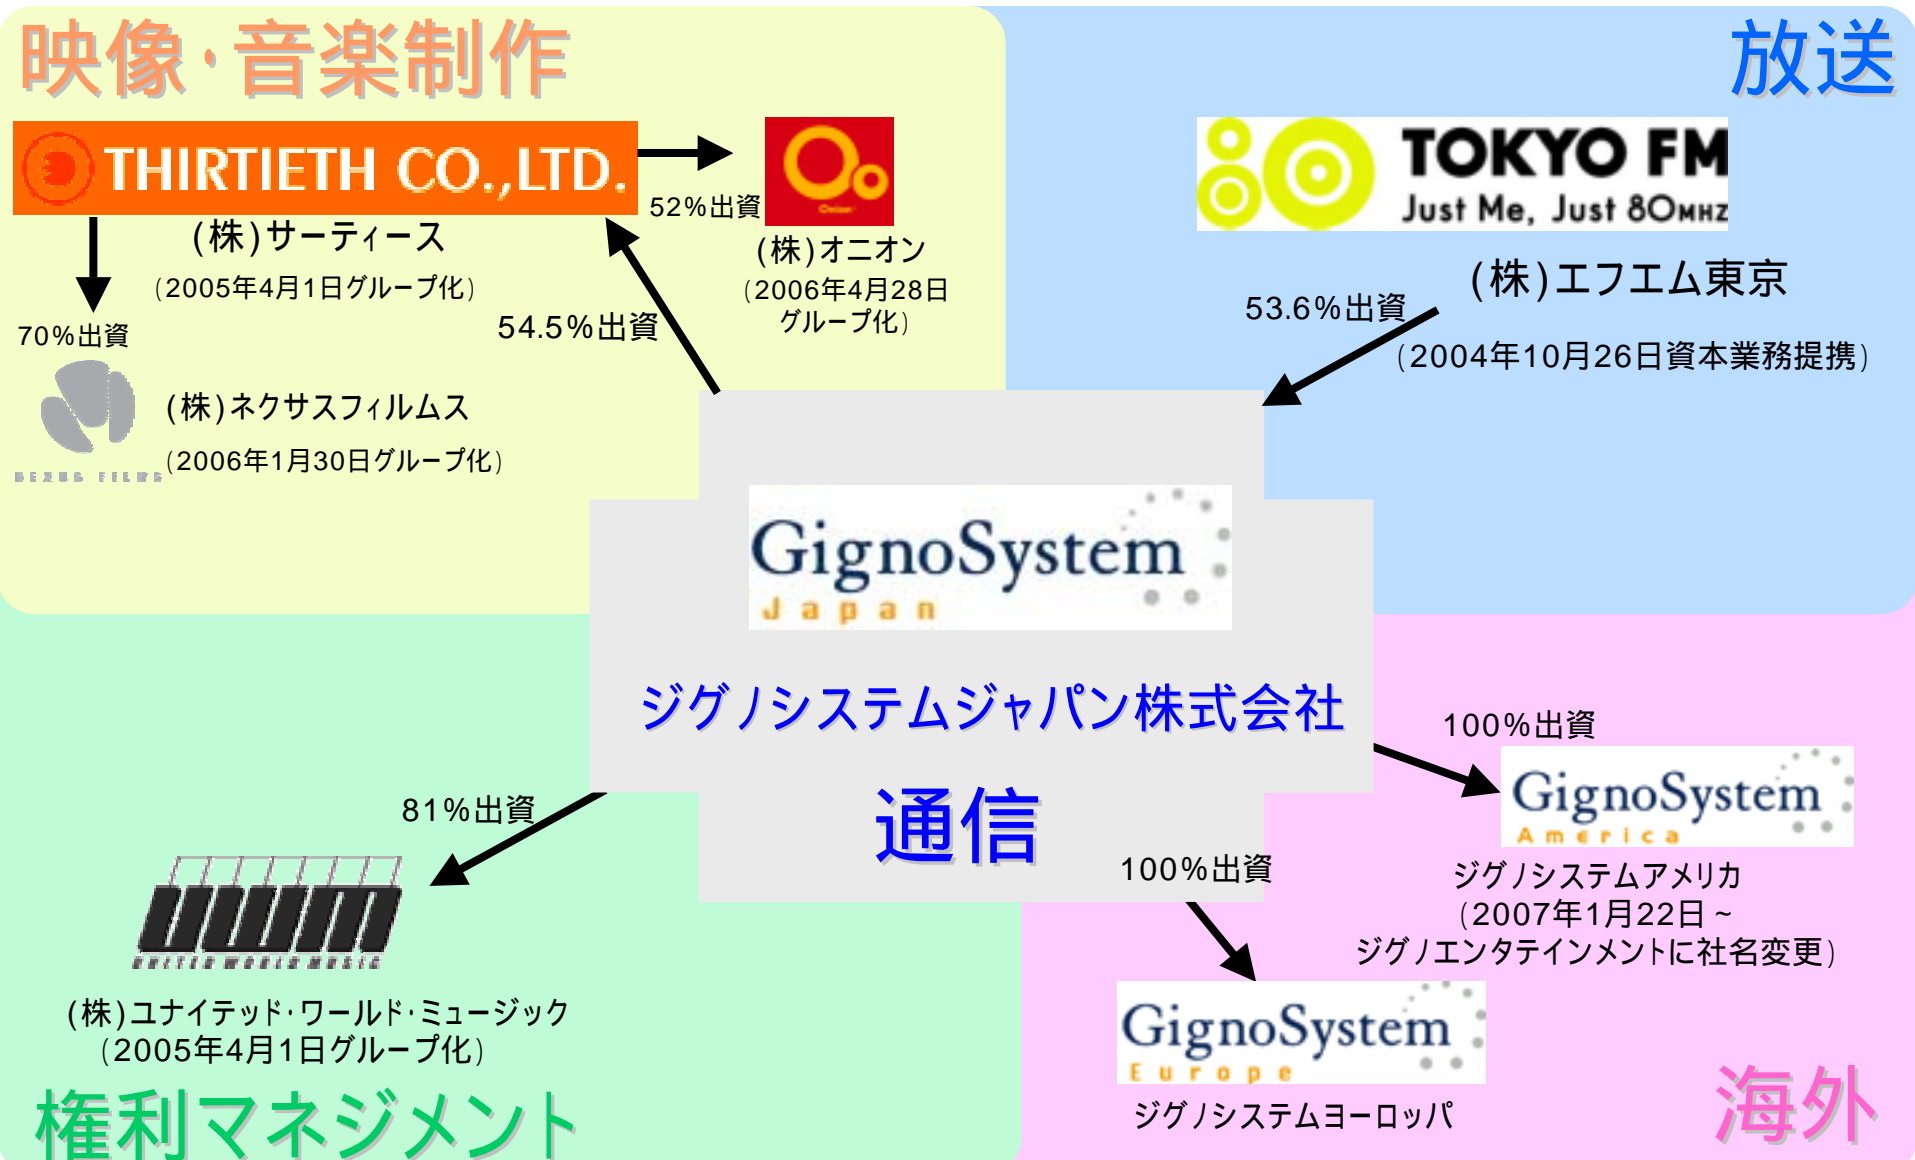 映像・音楽制作
放送
THIRTIETH CO.,LTD.
52%出資
Onion
TOKYO FM
Just Me, Just 80MHZ
(株)サーティース
(2005年4月1日グループ化)
(株)オニオン
(2006年4月28日
グループ化)
(株)エフエム東京
53.6%出資
(2004年10月26日資本業務提携)
54.5%出資
70%出資
(株)ネクサスフィルムス
(2006年1月30日グループ化)
NEXUS FILMS
GignoSystem
Japan
ジグノシステムジャパン株式会社
通信
100%出資
GignoSystem
America
ジグノシステムアメリカ
(2007年1月22日~
ジグノエンタテインメントに社名変更)
81%出資
100%出資
(株)ユナイテッド・ワールド・ミュージック
(2005年4月1日グループ化)
GignoSystem
Europe
ジグノシステムヨーロッパ
権利マネジメント
海外